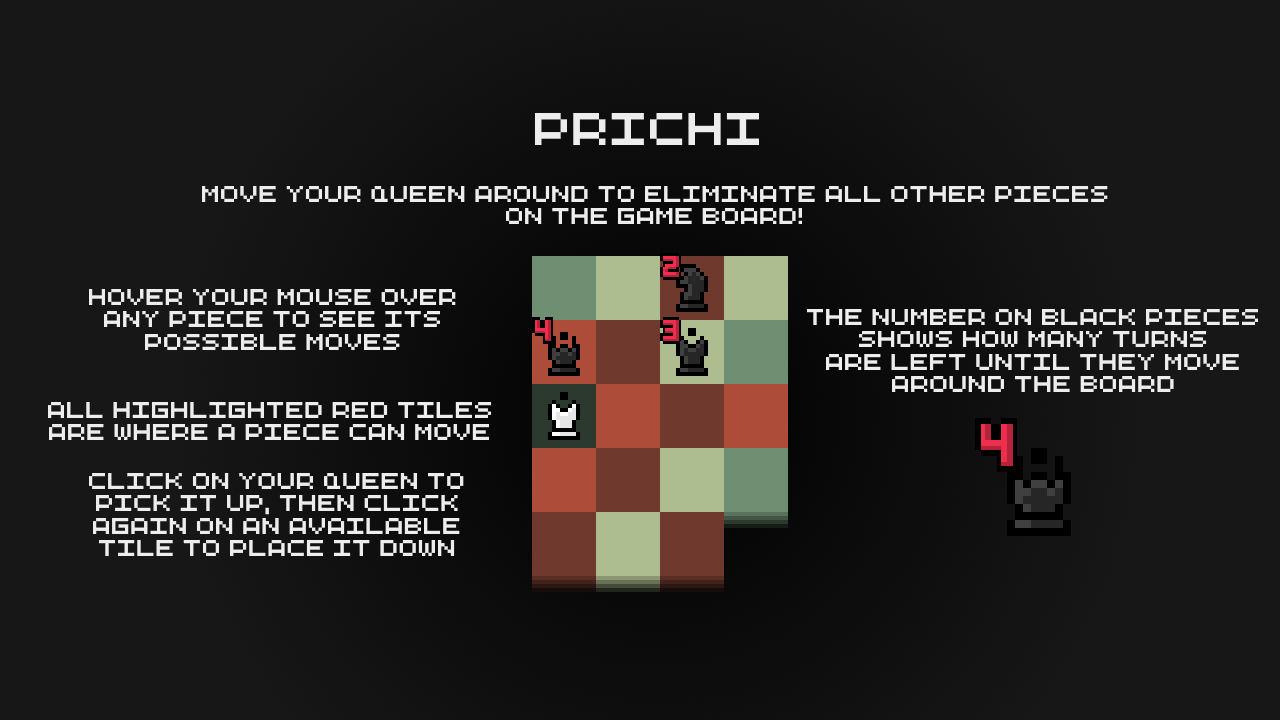 PRICHI
MOVE YOUR QUEEN AROUND TO ELIMINATE ALL OTHER PIECES
ON THE GAME BOARD!
HOVER YOUR MOUSE OVER
ANY PIECE TO SEE ITS
POSSIBLE MOVES
ALL HIGHLIGHTED RED TILES
ARE WHERE A PIECE CAN MOVE
CLICK ON YOUR QUEEN TO
PICK IT UP, THEN CLICK
AGAIN ON AN AVAILABLE
TILE TO PLACE IT DOWN
2
4
3
THE NUMBER ON BLACK PIECES
SHOWS HOW MANY TURNS
ARE LEFT UNTIL THEY MOVE
AROUND THE BOARD
4